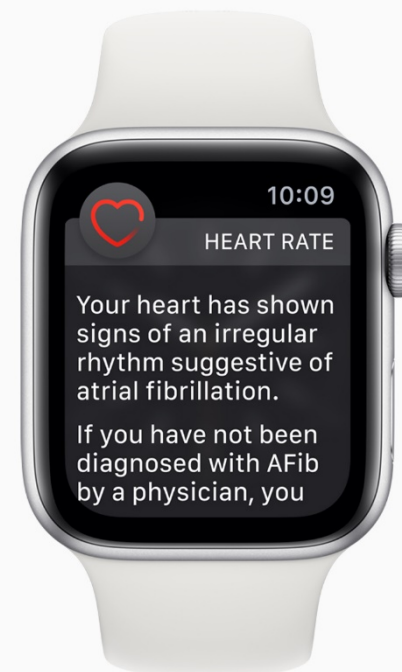 10:09
HEART RATE
Your heart has shown
signs of an irregular
rhythm suggestive of
atrial fibrillation.
If you have not been
diagnosed with AFib
by a physician, you